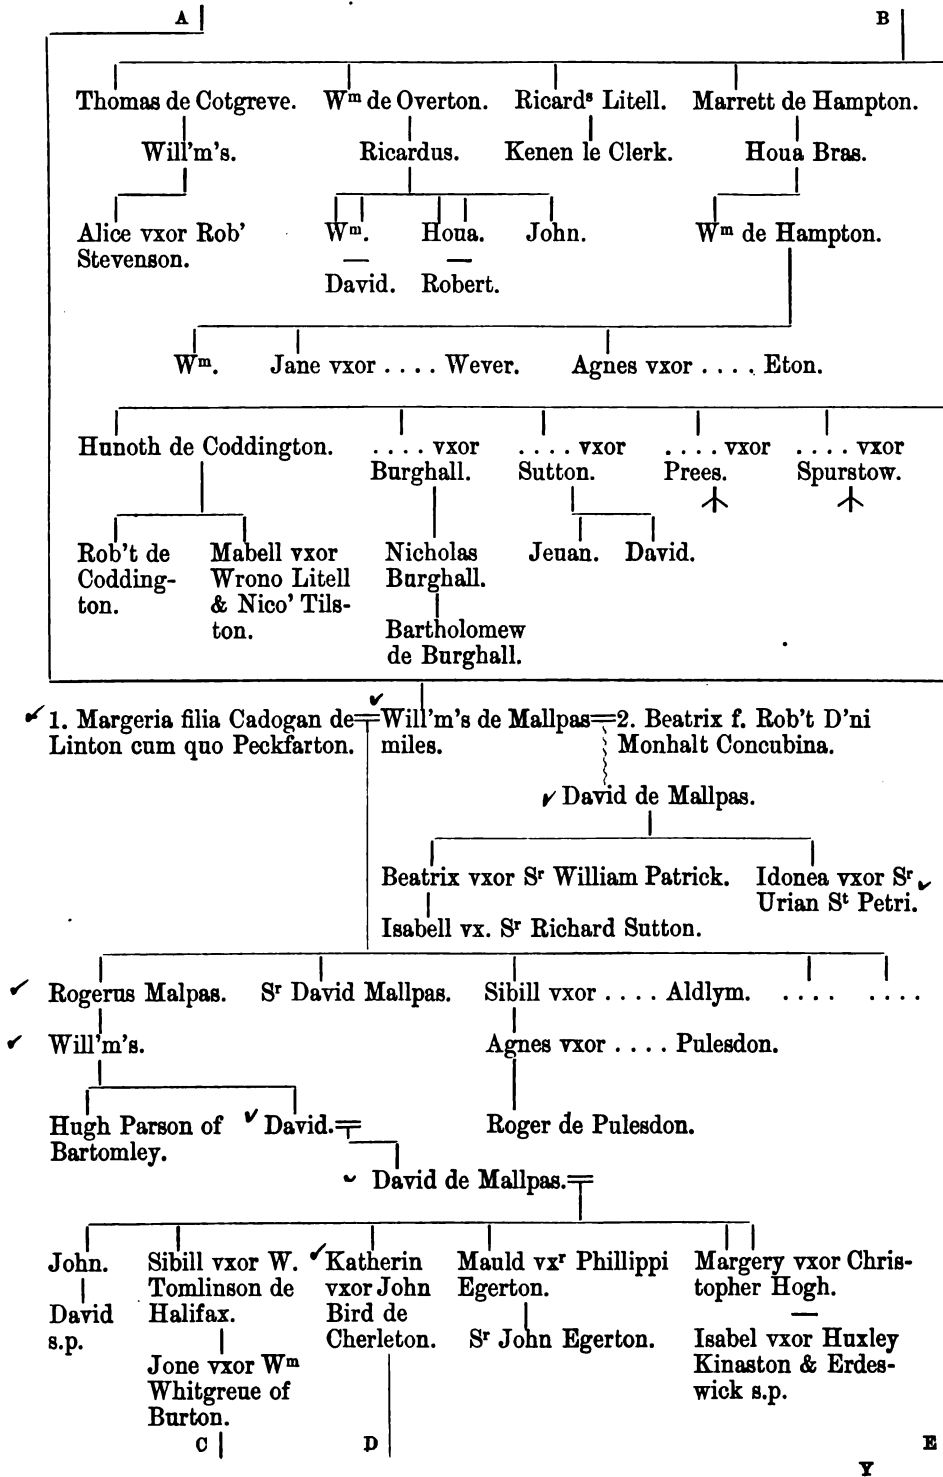 A B
Thomas de Cotgreve. Wᵐ de Overton. Ricardˢ Litell. Marrett de Hampton.
Will'm's. Ricardus. Kenen le Clerk. Houa Bras.
Alice vxor Rob' Wᵐ. Houa. John. Wᵐ de Hampton.
Stevenson.
David. Robert.
Wᵐ. Jane vxor .... Wever. Agnes vxor .... Eton.
Hunoth de Coddington. .... vxor .... vxor .... vxor .... vxor
Burghall. Sutton. Prees. Spurstow.
Rob't de Mabell vxor Nicholas Jeuan. David.
Codding- Wrono Litell Burghall.
ton. & Nico' Tils-
ton. Bartholomew
de Burghall.
1. Margeria filia Cadogan de Will'm's de Mallpas 2. Beatrix f. Rob't D'ni
Linton cum quo Peckfarton. miles. Monhalt Concubina.
David de Mallpas.
Beatrix vxor Sʳ William Patrick. Idonea vxor Sʳ
Urian Sᵗ Petri.
Isabell vx. Sʳ Richard Sutton.
Rogerus Malpas. Sʳ David Mallpas. Sibill vxor .... Aldlym. .... ....
Will'm's. Agnes vxor .... Pulesdon.
Hugh Parson of David. Roger de Pulesdon.
Bartomley.
David de Mallpas.
John. Sibill vxor W. Katherin Mauld vxʳ Phillippi Margery vxor Chris-
Tomlinson de vxor John Egerton. topher Hogh.
David Halifax. Bird de
s.p. Cherleton. Sʳ John Egerton. Isabel vxor Huxley
Jone vxor Wᵐ Kinaston & Erdes-
Whitgreue of wick s.p.
Burton.
C D E
Y